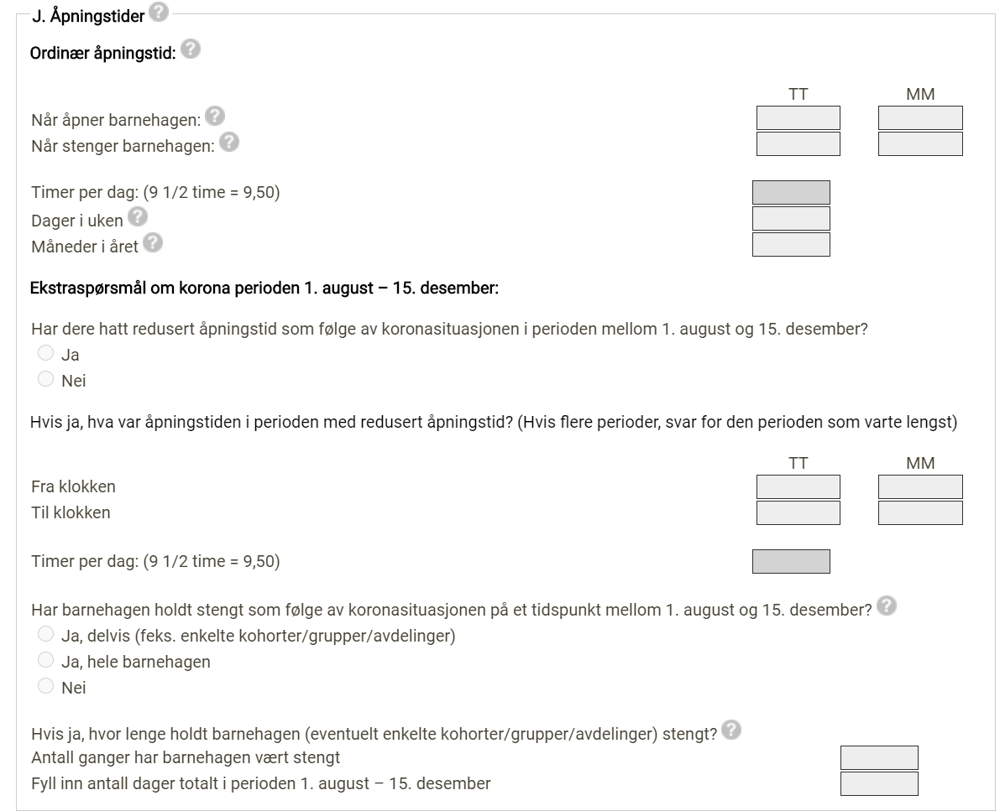 J. Åpningstider ?
Ordinær åpningstid: ?
TT MM
Når åpner barnehagen: ?
Når stenger barnehagen: ?
Timer per dag: (9 1/2 time = 9,50)
Dager i uken ?
Måneder i året ?
Ekstraspørsmål om korona perioden 1. august – 15. desember:
Har dere hatt redusert åpningstid som følge av koronasituasjonen i perioden mellom 1. august og 15. desember?
Ja
Nei
Hvis ja, hva var åpningstiden i perioden med redusert åpningstid? (Hvis flere perioder, svar for den perioden som varte lengst)
TT MM
Fra klokken
Til klokken
Timer per dag: (9 1/2 time = 9,50)
Har barnehagen holdt stengt som følge av koronasituasjonen på et tidspunkt mellom 1. august og 15. desember? ?
Ja, delvis (feks. enkelte kohorter/grupper/avdelinger)
Ja, hele barnehagen
Nei
Hvis ja, hvor lenge holdt barnehagen (eventuelt enkelte kohorter/grupper/avdelinger) stengt? ?
Antall ganger har barnehagen vært stengt
Fyll inn antall dager totalt i perioden 1. august – 15. desember